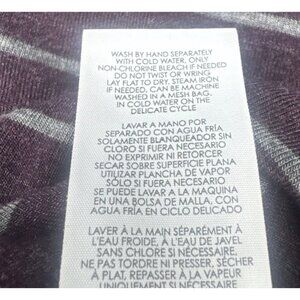 WASH BY HAND SEPARATELY
WITH COLD WATER, ONLY
NON-CHLORINE BLEACH IF NEEDED
DO NOT TWIST OR WRING
LAY FLAT TO DRY, STEAM IRON
IF NEEDED, CAN BE MACHINE
WASHED IN A MESH BAG,
IN COLD WATER ON THE
DELICATE CYCLE
LAVAR A MANO POR
SEPARADO CON AGUA FRÍA
SOLAMENTE BLANQUEADOR SIN
CLORO SI FUERA NECESARIO
NO EXPRIMIR NI RETORCER
SECAR SOBRE SUPERFICIE PLANA
UTILIZAR PLANCHA DE VAPOR
SÓLO SI FUERA NECESARIO
SE PUEDE LAVAR A LA MAQUINA
EN UNA BOLSA DE MALLA, CON
AGUA FRÍA EN CICLO DELICADO
LAVER À LA MAIN SÉPARÉMENT À
L'EAU FROIDE, À L'EAU DE JAVEL
SANS CHLORE SI NÉCESSAIRE,
NE PAS TORDRE NI PRESSER, SÉCHER
À PLAT, REPASSER À LA VAPEUR
UNIQUEMENT SI NÉCESSAIRE